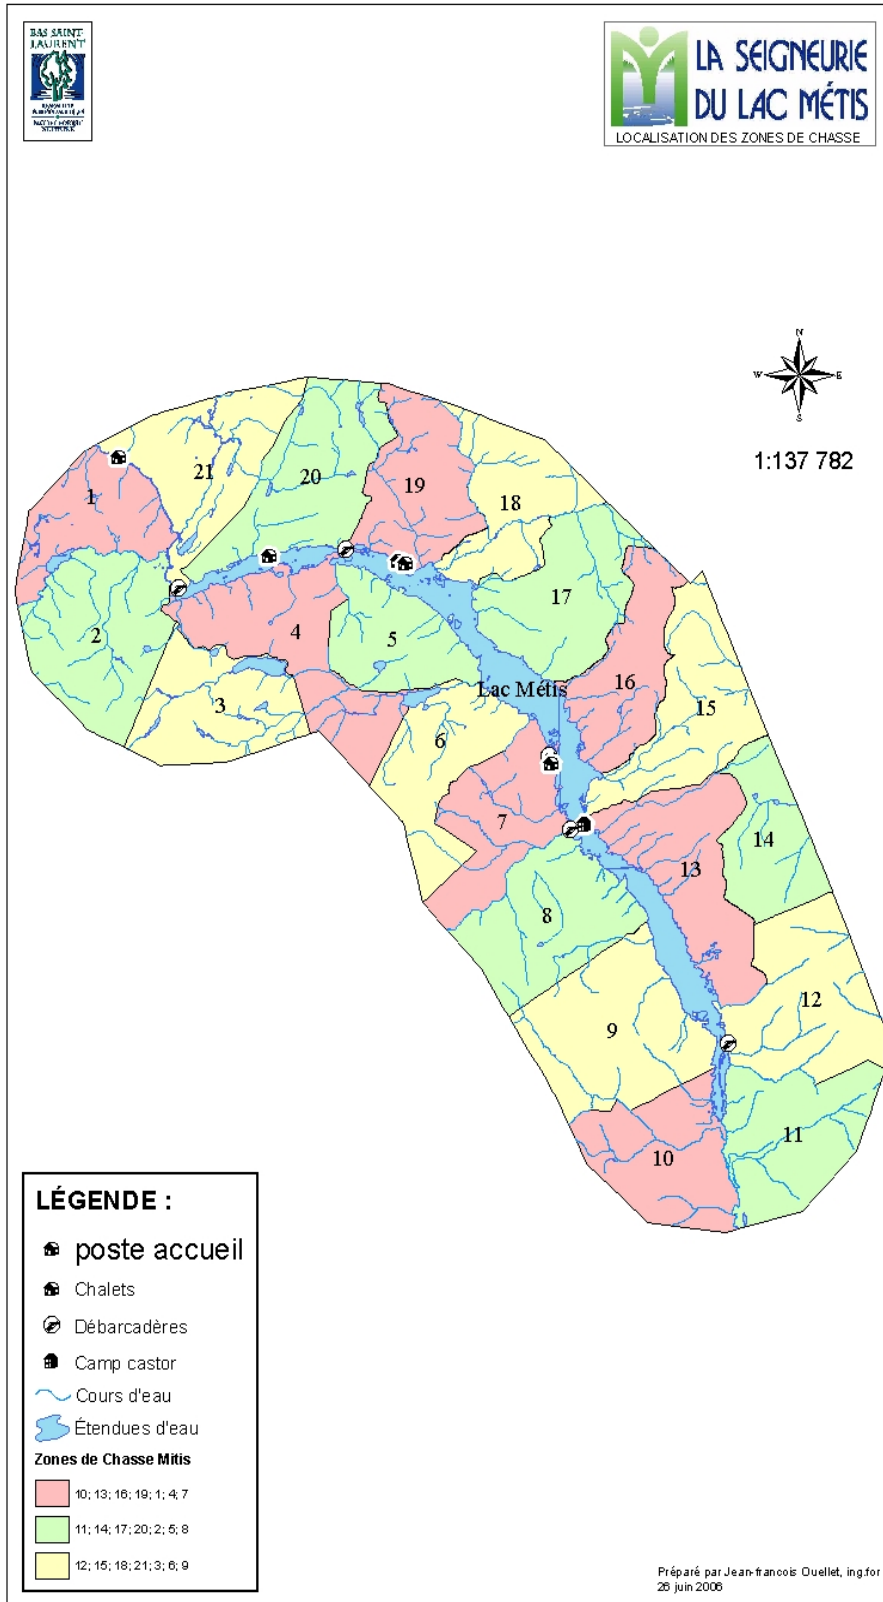 BAS SAINT-
LAURENT
LA SEIGNEURIE
DU LAC MÉTIS
LOCALISATION DES ZONES DE CHASSE
N
W
E
S
1:137 782
1
21
20
19
18
17
2
5
4
16
3
Lac Métis
15
6
7
14
13
8
12
9
11
10
LÉGENDE :
poste accueil
Chalets
Débarcadères
Camp castor
Cours d'eau
Étendues d'eau
Zones de Chasse Mitis
10; 13; 16; 19; 1; 4; 7
11; 14; 17; 20; 2; 5; 8
12; 15; 18; 21; 3; 6; 9
Préparé par Jean-francois Ouellet, ing.for
26 juin 2006